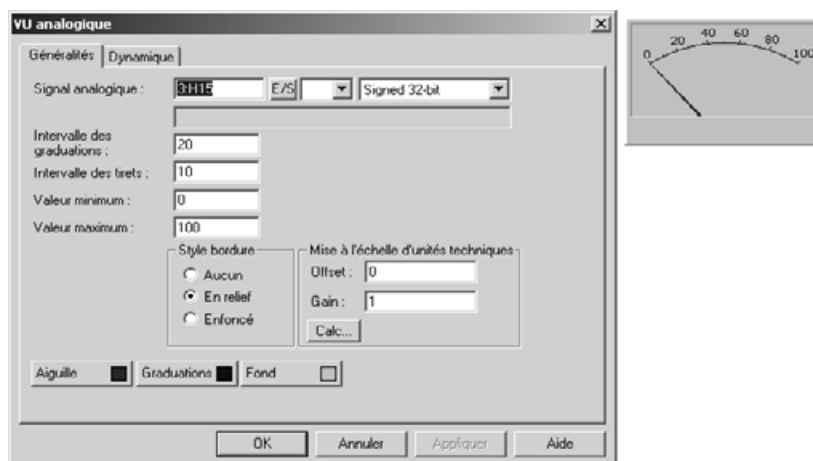 VU analogique
Généralités Dynamique
Signal analogique : 3:H15 E/S Signed 32-bit
Intervalle des graduations : 20
Intervalle des tirets : 10
Valeur minimum : 0
Valeur maximum : 100
Style bordure
Aucun
En relief
Enfoncé
Mise à l'échelle d'unités techniques
Offset : 0
Gain : 1
Calc...
Aiguille Graduations Fond
OK Annuler Appliquer Aide
0 20 40 60 80 100